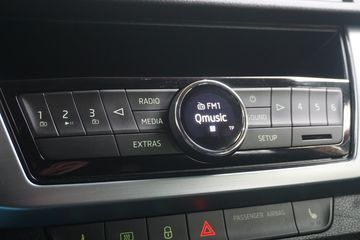 1 2 3 RADIO FM1 4 5 6
MEDIA Qmusic SOUND
EXTRAS TP SETUP
PASSENGER AIRBAG